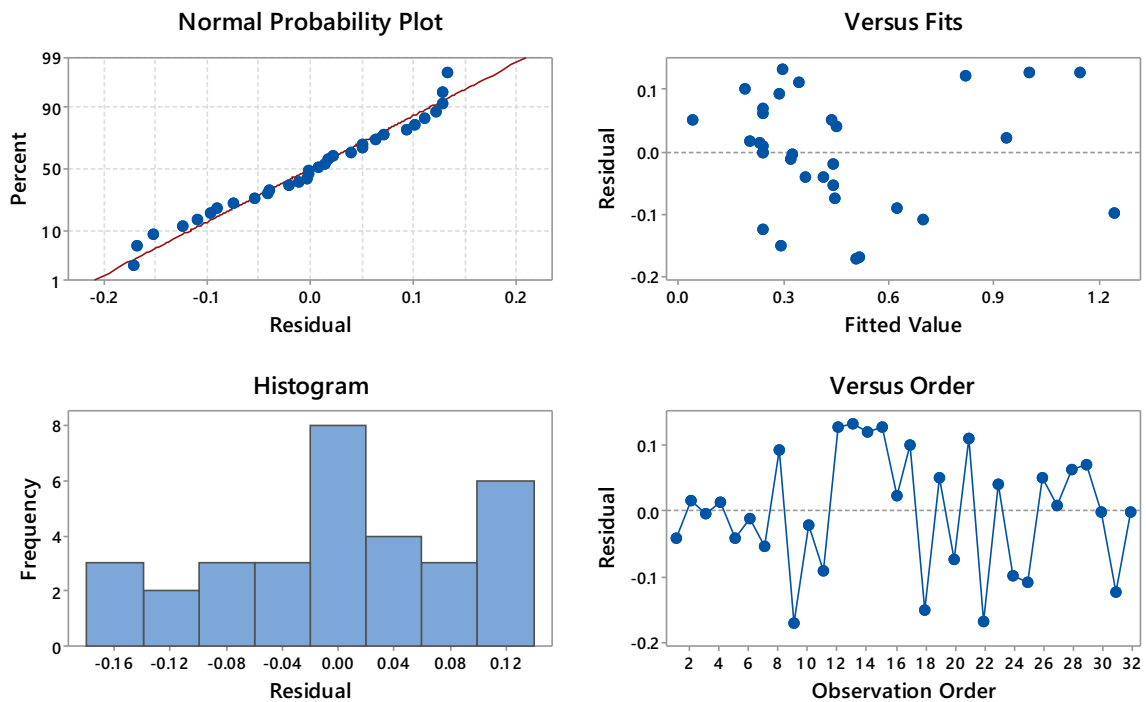 Normal Probability Plot
99
90
50
10
1
Percent
-0.2 -0.1 0.0 0.1 0.2
Residual
Versus Fits
0.1
0.0
-0.1
-0.2
Residual
0.0 0.3 0.6 0.9 1.2
Fitted Value
Histogram
8
6
4
2
0
Frequency
-0.16 -0.12 -0.08 -0.04 0.00 0.04 0.08 0.12
Residual
Versus Order
0.1
0.0
-0.1
-0.2
Residual
2 4 6 8 10 12 14 16 18 20 22 24 26 28 30 32
Observation Order